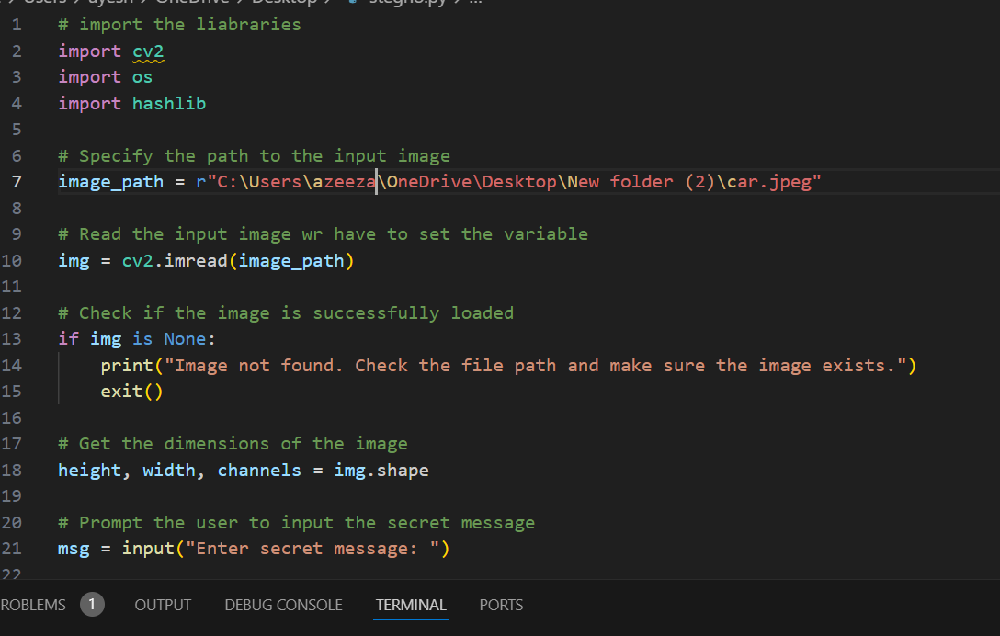 Users > ayesh > OneDrive > Desktop > stegno.py > ...
1 # import the liabraries
2 import cv2
3 import os
4 import hashlib
5
6 # Specify the path to the input image
7 image_path = r"C:\Users\azeeza\OneDrive\Desktop\New folder (2)\car.jpeg"
8
9 # Read the input image wr have to set the variable
10 img = cv2.imread(image_path)
11
12 # Check if the image is successfully loaded
13 if img is None:
14 print("Image not found. Check the file path and make sure the image exists.")
15 exit()
16
17 # Get the dimensions of the image
18 height, width, channels = img.shape
19
20 # Prompt the user to input the secret message
21 msg = input("Enter secret message: ")
22
ROBLEMS 1 OUTPUT DEBUG CONSOLE TERMINAL PORTS